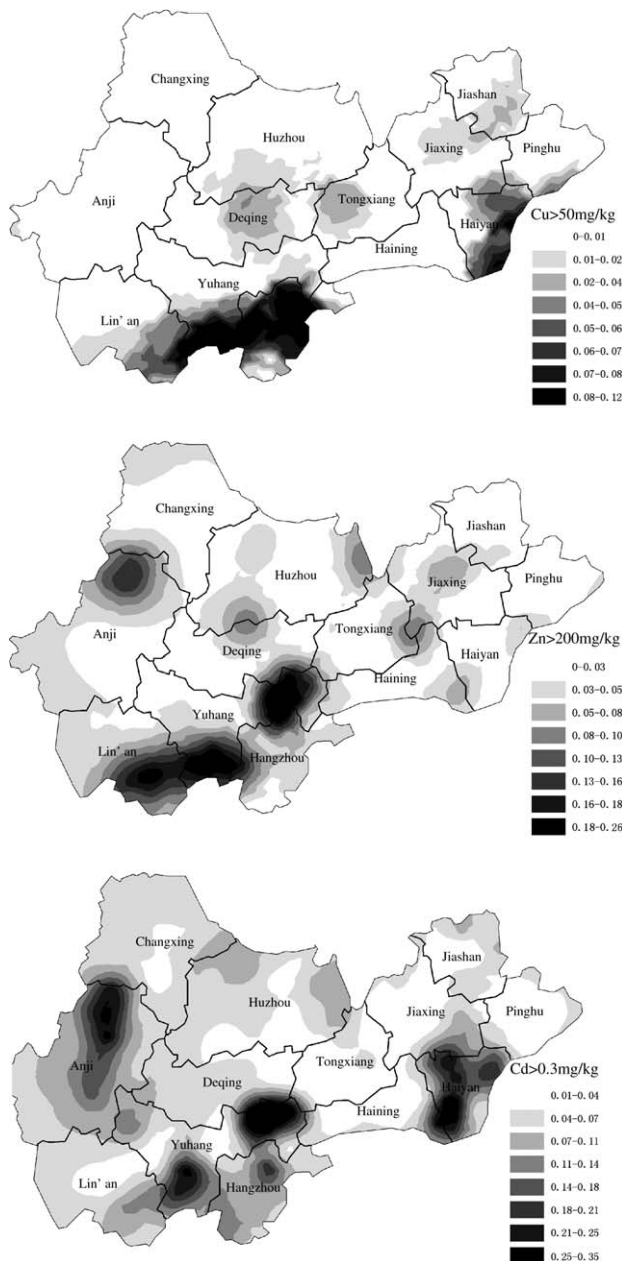 Changxing
Jiashan
Huzhou
Jiaxing
Pinghu
Anji
Deqing
Tongxiang
Haiyan
Cu>50mg/kg
Haining
0-0.01
Yuhang
0.01-0.02
0.02-0.04
Lin' an
0.04-0.05
0.05-0.06
0.06-0.07
0.07-0.08
0.08-0.12
Changxing
Jiashan
Huzhou
Jiaxing
Pinghu
Anji
Tongxiang
Deqing
Haiyan
Zn>200mg/kg
Haining
0-0.03
Yuhang
0.03-0.05
0.05-0.08
Lin' an
Hangzhou
0.08-0.10
0.10-0.13
0.13-0.16
0.16-0.18
0.18-0.26
Changxing
Jiashan
Huzhou
Jiaxing
Pinghu
Anji
Tongxiang
Deqing
Haiyan
Cd>0.3mg/kg
Haining
0.01-0.04
Yuhang
0.04-0.07
0.07-0.11
Lin' an
Hangzhou
0.11-0.14
0.14-0.18
0.18-0.21
0.21-0.25
0.25-0.35